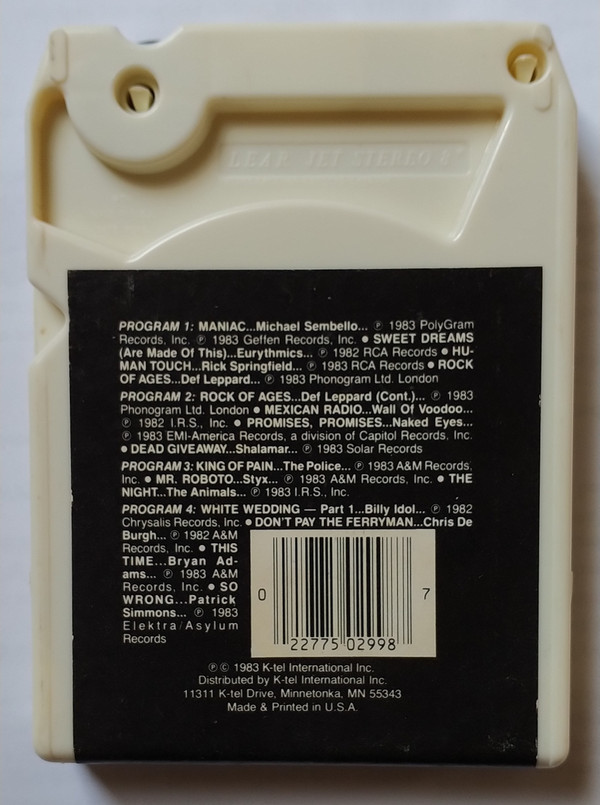 LEAR JET STEREO 8
PROGRAM 1: MANIAC...Michael Sembello... ℗ 1983 PolyGram
Records, Inc. ℗ 1983 Geffen Records, Inc. ● SWEET DREAMS
(Are Made Of This)...Eurythmics... ℗ 1982 RCA Records ● HU-
MAN TOUCH...Rick Springfield... ℗ 1983 RCA Records ● ROCK
OF AGES...Def Leppard... ℗ 1983 Phonogram Ltd. London
PROGRAM 2: ROCK OF AGES...Def Leppard (Cont.)... ℗ 1983
Phonogram Ltd. London ● MEXICAN RADIO...Wall Of Voodoo...
℗ 1982 I.R.S., Inc. ● PROMISES, PROMISES...Naked Eyes...
℗ 1983 EMI-America Records, a division of Capitol Records, Inc.
● DEAD GIVEAWAY...Shalamar... ℗ 1983 Solar Records
PROGRAM 3: KING OF PAIN...The Police... ℗ 1983 A&M Records,
Inc. ● MR. ROBOTO...Styx... ℗ 1983 A&M Records, Inc. ● THE
NIGHT...The Animals... ℗ 1983 I.R.S., Inc.
PROGRAM 4: WHITE WEDDING — Part 1...Billy Idol... ℗ 1982
Chrysalis Records, Inc. ● DON'T PAY THE FERRYMAN...Chris De
Burgh... ℗ 1982 A&M
Records, Inc. ● THIS
TIME...Bryan Ad-
ams... ℗ 1983 A&M
Records, Inc. ● SO
WRONG...Patrick
Simmons... ℗ 1983
Elektra/Asylum
Records
0 22775 02998 7
℗ © 1983 K-tel International Inc.
Distributed by K-tel International Inc.
11311 K-tel Drive, Minnetonka, MN 55343
Made & Printed in U.S.A.